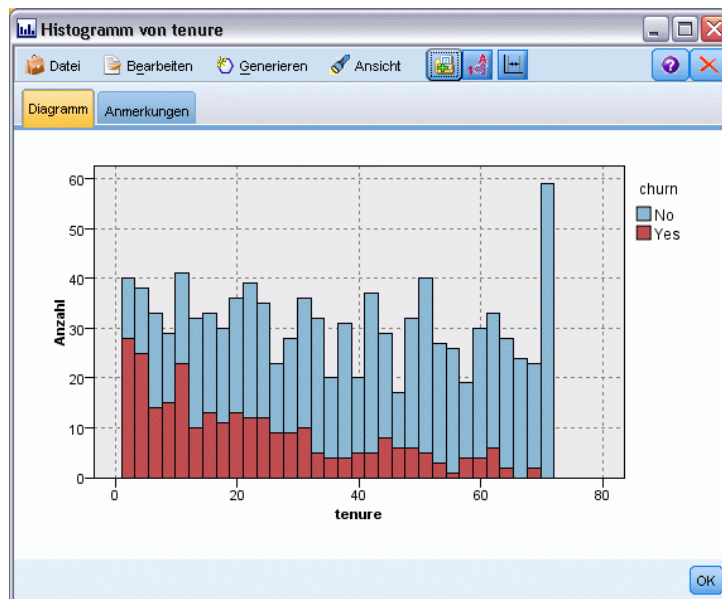 Histogramm von tenure
Datei Bearbeiten Generieren Ansicht
Diagramm Anmerkungen
60
50
40
30
20
10
0
Anzahl
0 20 40 60 80
tenure
churn
No
Yes
OK